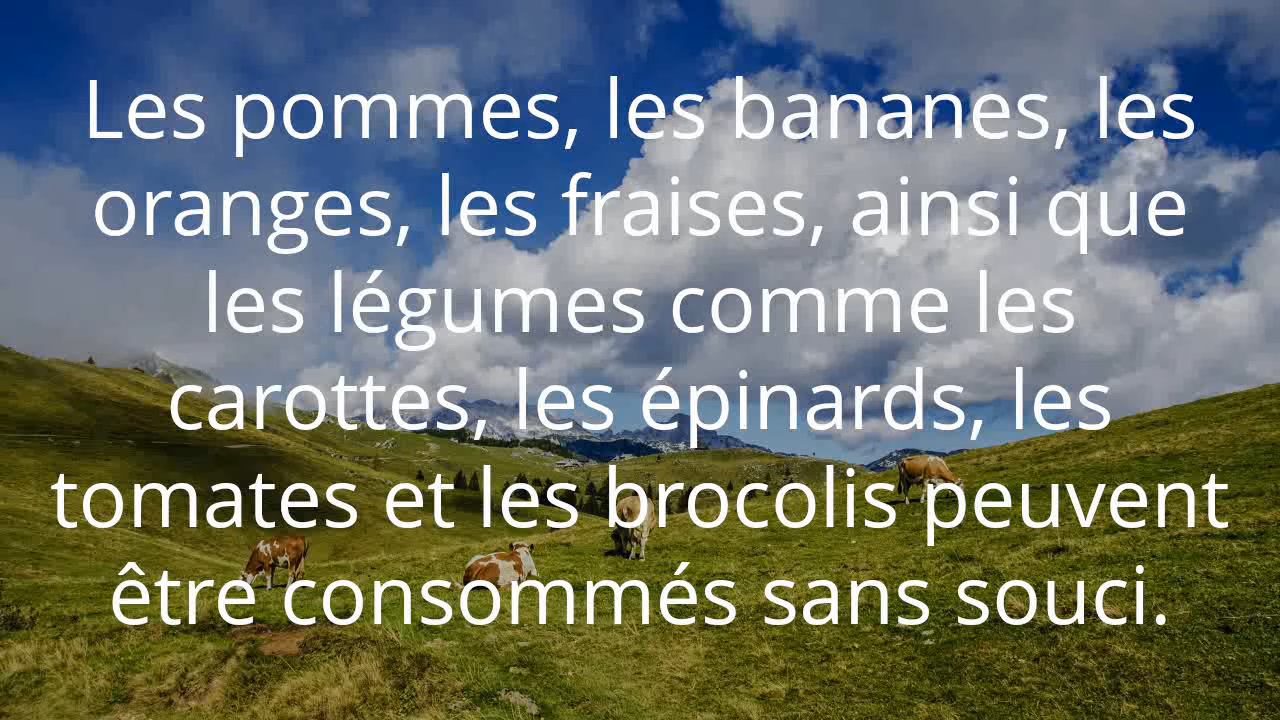 Les pommes, les bananes, les
oranges, les fraises, ainsi que
les légumes comme les
carottes, les épinards, les
tomates et les brocolis peuvent
être consommés sans souci.